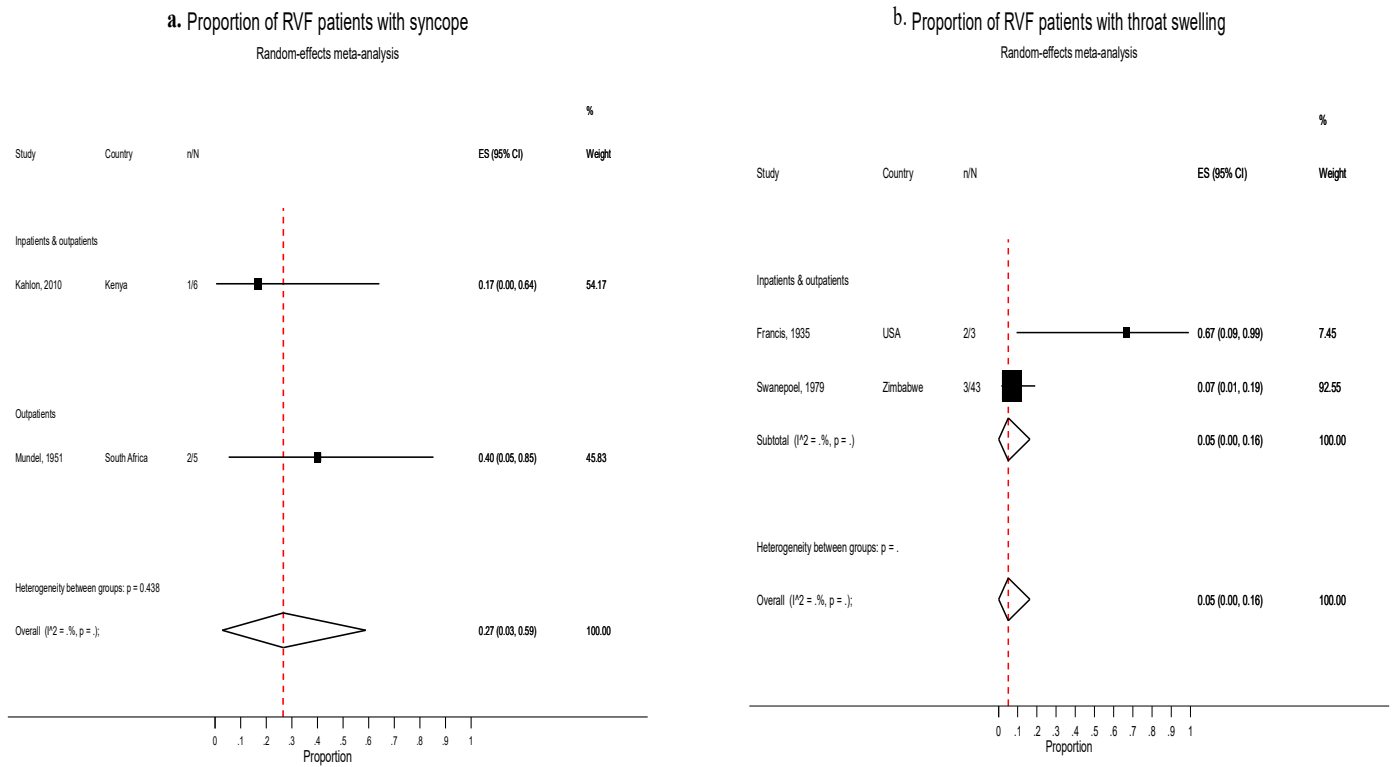 a. Proportion of RVF patients with syncope
Random-effects meta-analysis
%
Study Country n/N ES (95% CI) Weight
Inpatients & outpatients
Kahlon, 2010 Kenya 1/6 0.17 (0.00, 0.64) 54.17
Outpatients
Mundel, 1951 South Africa 2/5 0.40 (0.05, 0.85) 45.83
Heterogeneity between groups: p = 0.438
Overall (I^2 = .%, p = .); 0.27 (0.03, 0.59) 100.00
0 .1 .2 .3 .4 .5 .6 .7 .8 .9 1
Proportion
b. Proportion of RVF patients with throat swelling
Random-effects meta-analysis
%
Study Country n/N ES (95% CI) Weight
Inpatients & outpatients
Francis, 1935 USA 2/3 0.67 (0.09, 0.99) 7.45
Swanepoel, 1979 Zimbabwe 3/43 0.07 (0.01, 0.19) 92.55
Subtotal (I^2 = .%, p = .) 0.05 (0.00, 0.16) 100.00
Heterogeneity between groups: p = .
Overall (I^2 = .%, p = .); 0.05 (0.00, 0.16) 100.00
0 .1 .2 .3 .4 .5 .6 .7 .8 .9 1
Proportion